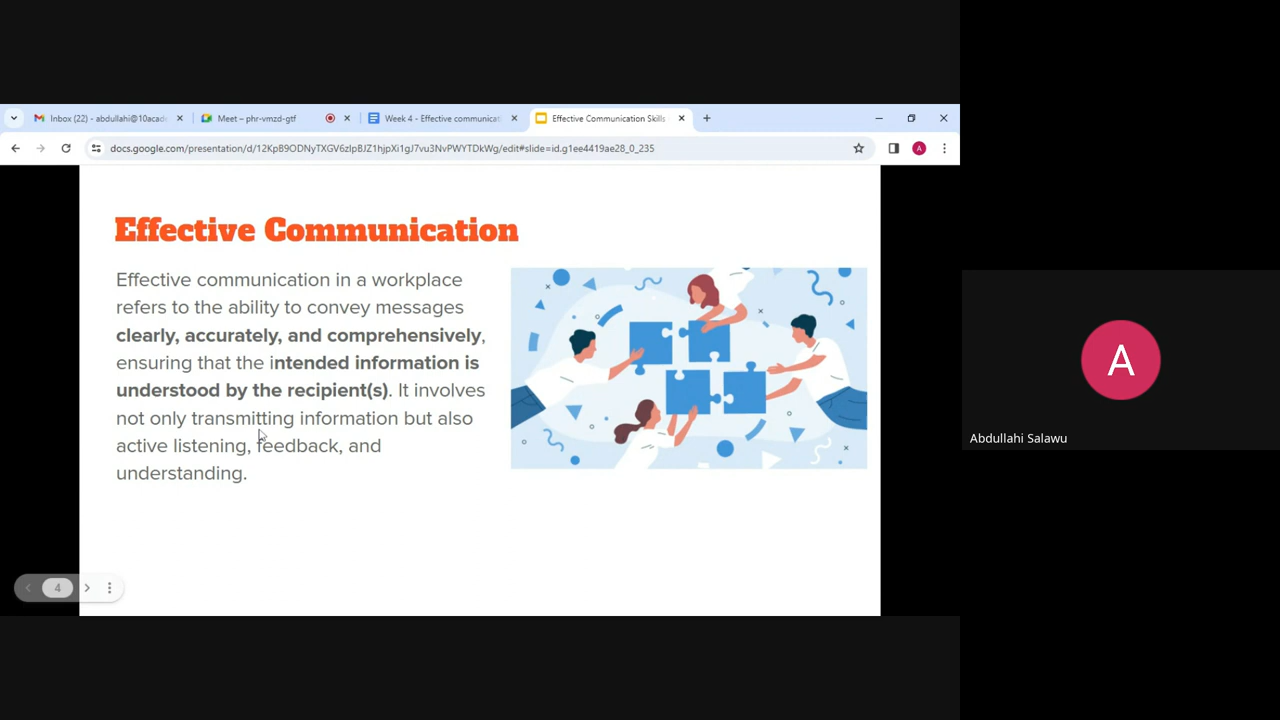 Inbox (22) - abdullahi@10acad
Meet – phr-vmzd-gtf
Week 4 - Effective communicat
Effective Communication Skills
docs.google.com/presentation/d/12KpB9ODNyTXGV6zIpBJZ1hjpXi1gJ7vu3NvPWYTDkWg/edit#slide=id.g1ee4419ae28_0_235
A
Effective Communication
Effective communication in a workplace
refers to the ability to convey messages
clearly, accurately, and comprehensively,
ensuring that the intended information is
understood by the recipient(s). It involves
not only transmitting information but also
active listening, feedback, and
understanding.
4
A
Abdullahi Salawu